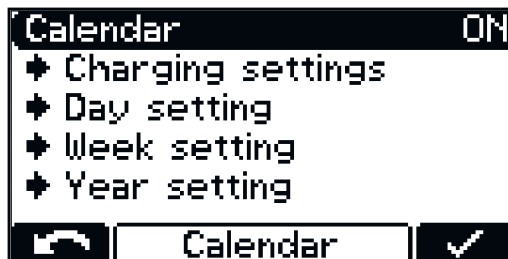 Calendar ON
Charging settings
Day setting
Week setting
Year setting
Calendar